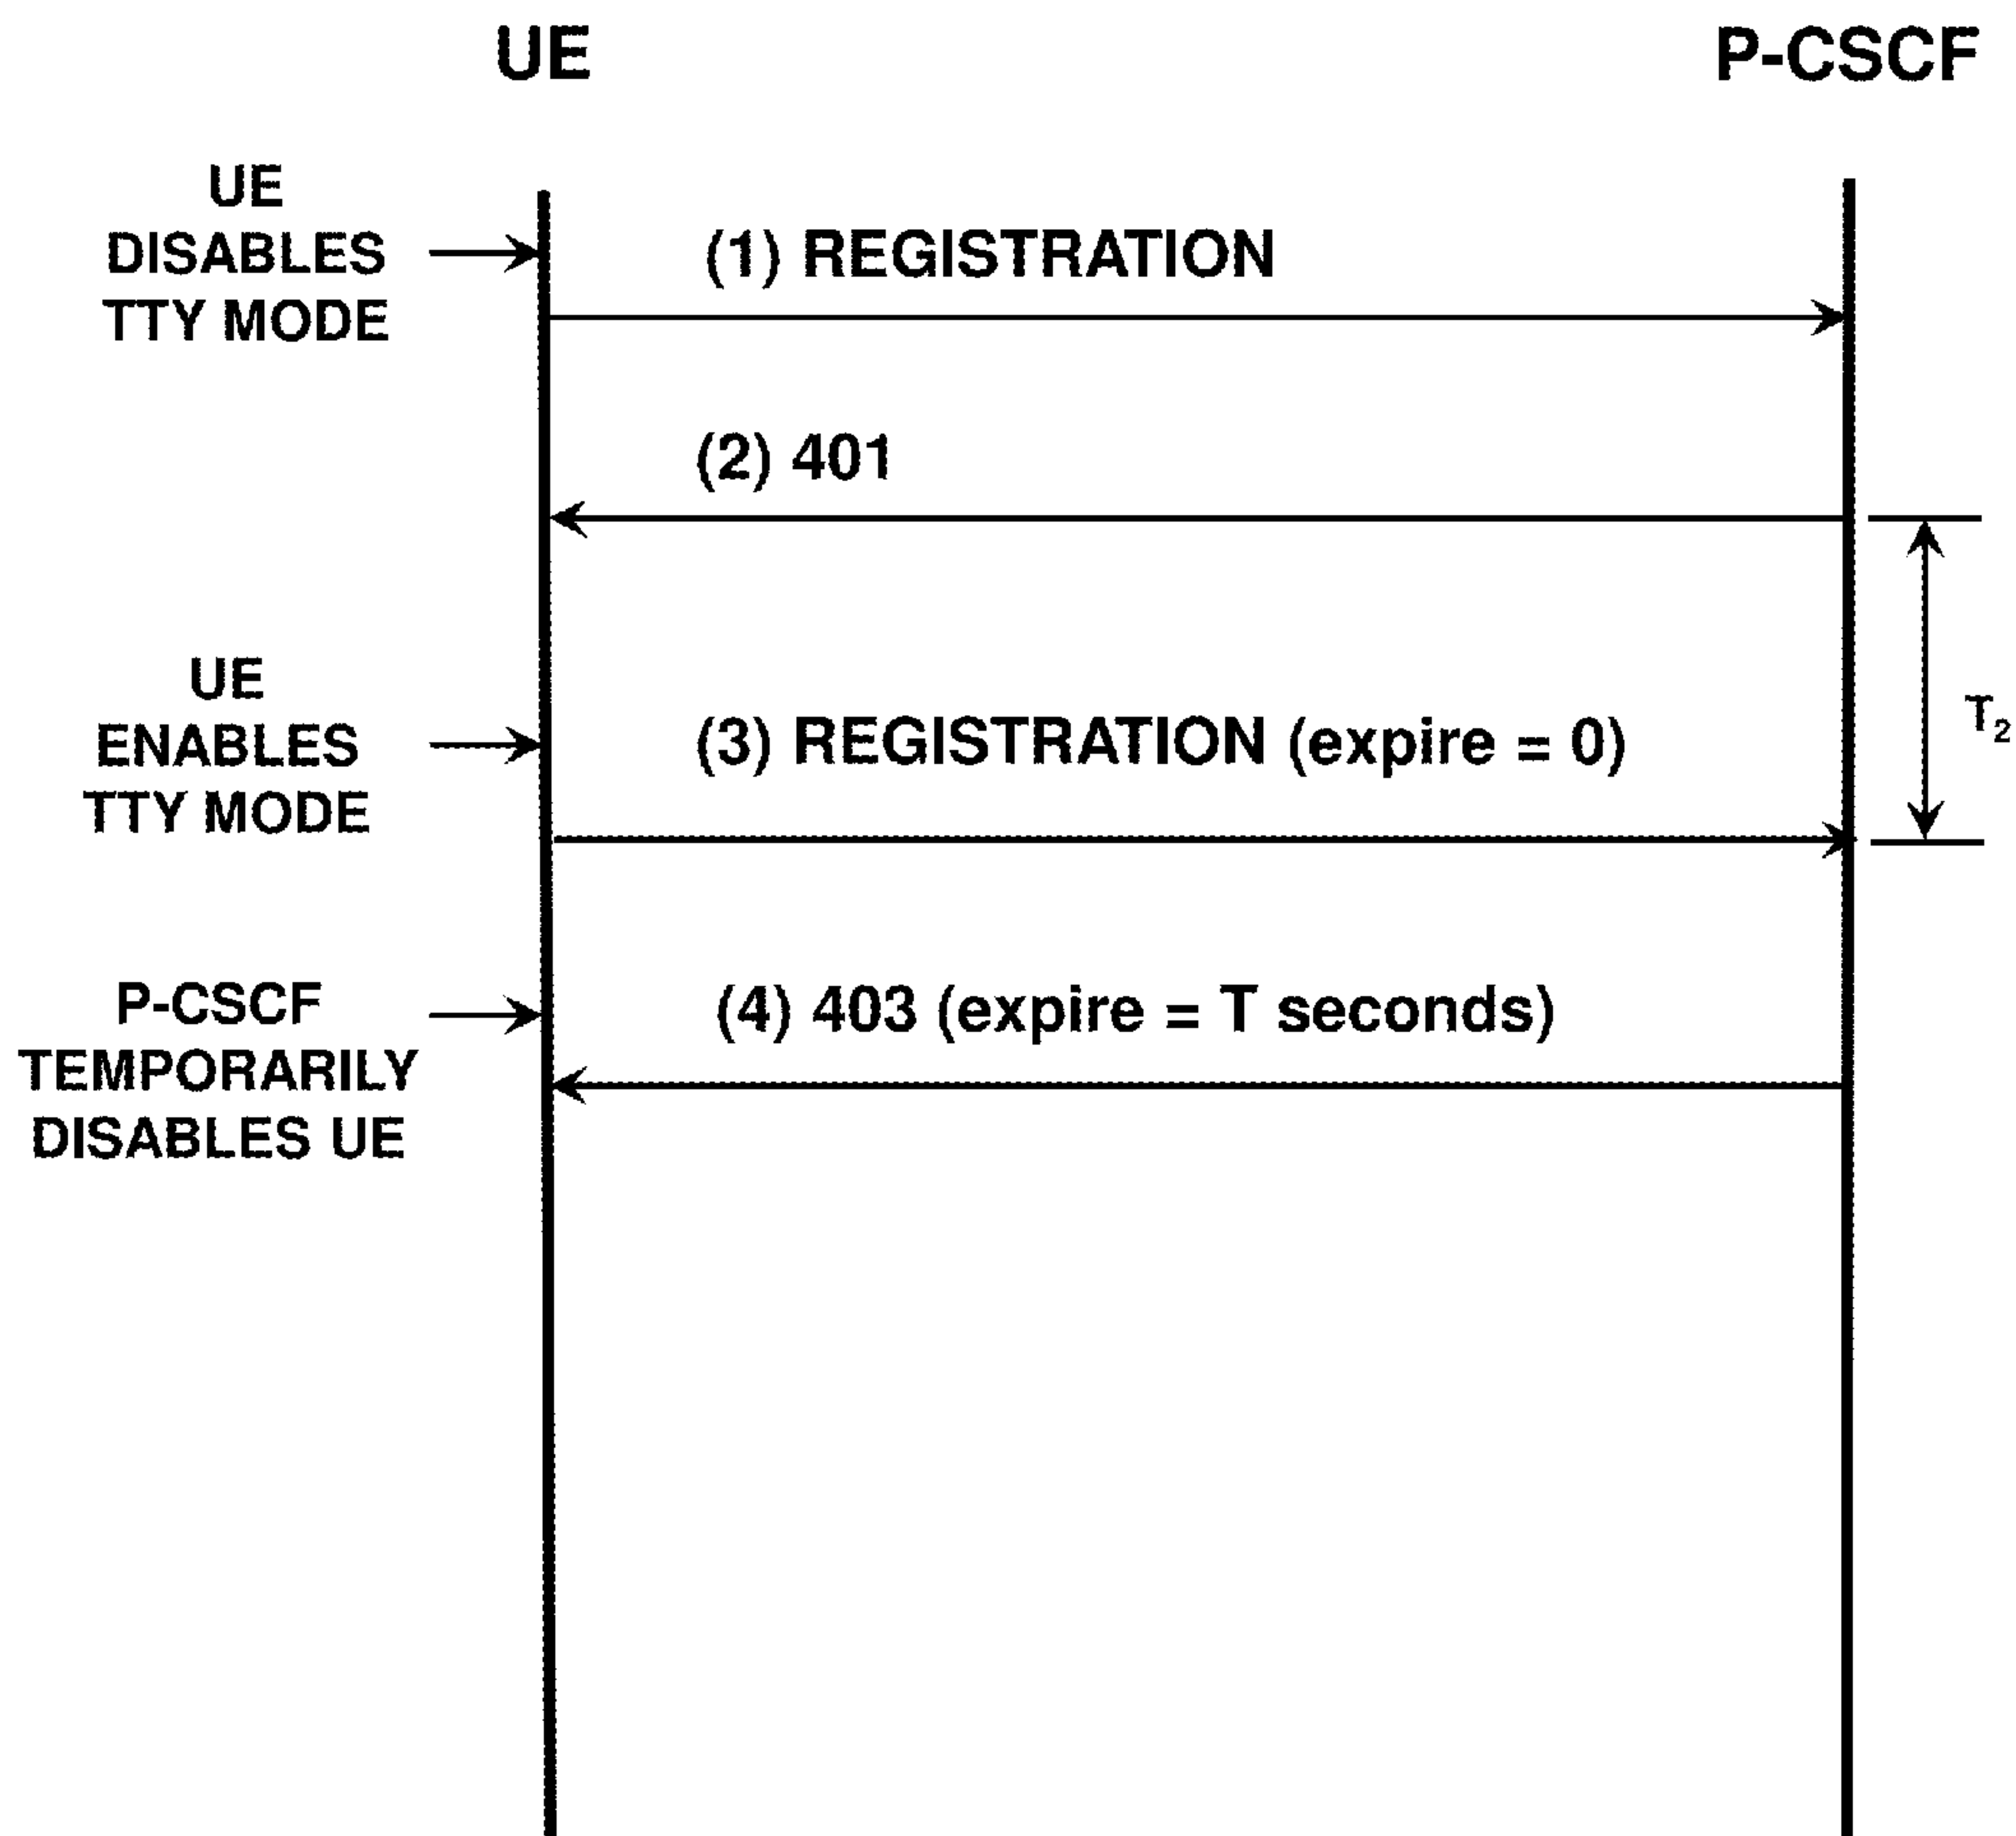 UE
P-CSCF
UE
DISABLES
TTY MODE
(1) REGISTRATION
(2) 401
T₂
UE
ENABLES
TTY MODE
(3) REGISTRATION (expire = 0)
P-CSCF
TEMPORARILY
DISABLES UE
(4) 403 (expire = T seconds)